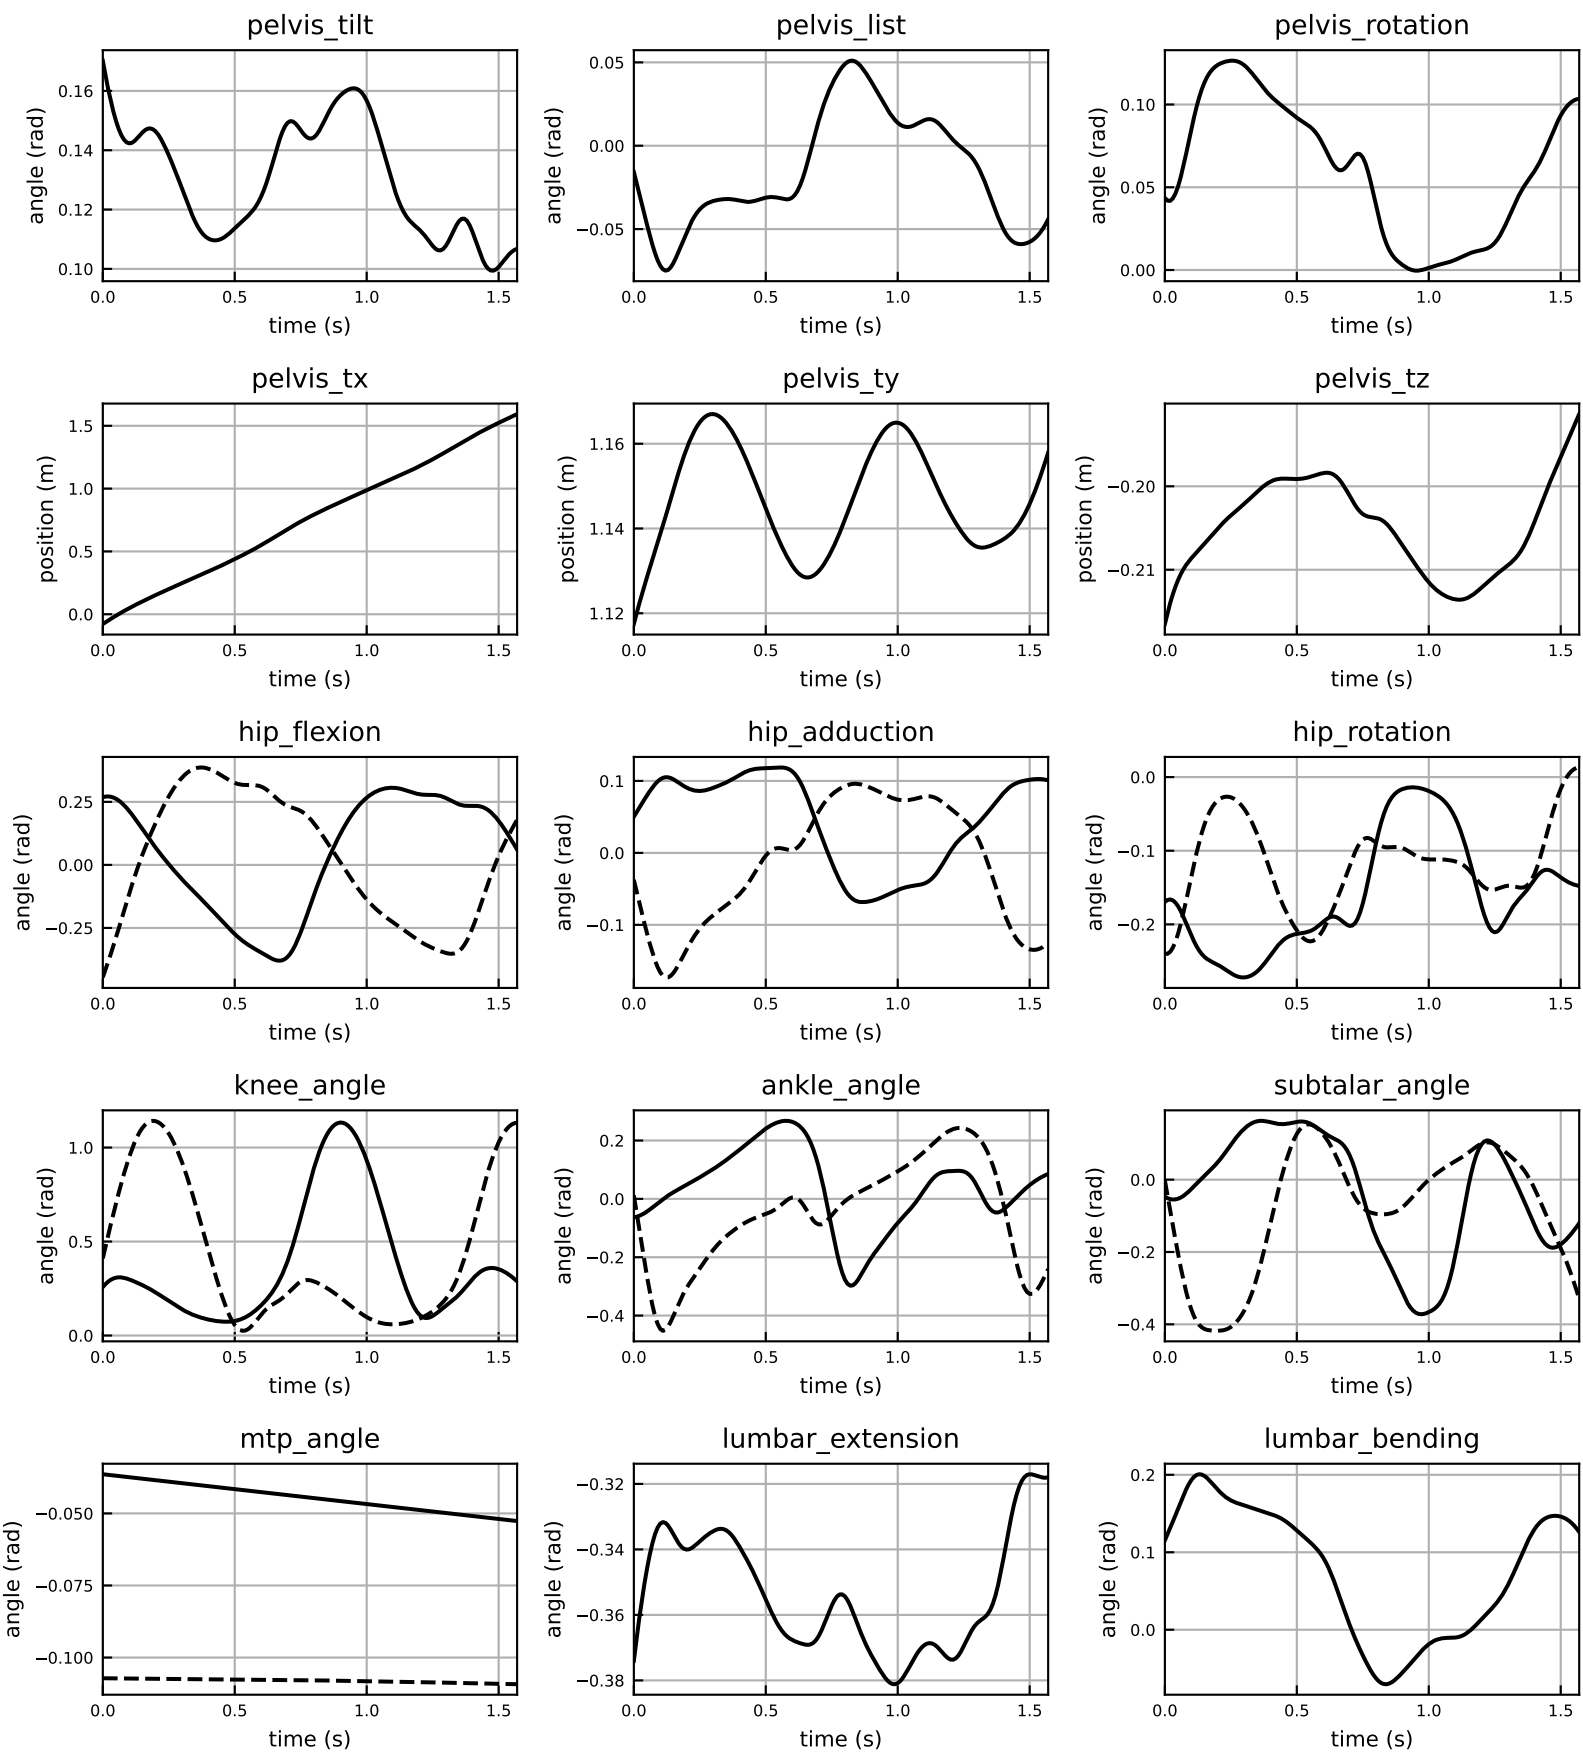 pelvis_tilt
angle (rad)
0.16
0.14
0.12
0.10
0.0 0.5 1.0 1.5
time (s)
pelvis_list
angle (rad)
0.05
0.00
−0.05
0.0 0.5 1.0 1.5
time (s)
pelvis_rotation
angle (rad)
0.10
0.05
0.00
0.0 0.5 1.0 1.5
time (s)
pelvis_tx
position (m)
1.5
1.0
0.5
0.0
0.0 0.5 1.0 1.5
time (s)
pelvis_ty
position (m)
1.16
1.14
1.12
0.0 0.5 1.0 1.5
time (s)
pelvis_tz
position (m)
−0.20
−0.21
0.0 0.5 1.0 1.5
time (s)
hip_flexion
angle (rad)
0.25
0.00
−0.25
0.0 0.5 1.0 1.5
time (s)
hip_adduction
angle (rad)
0.1
0.0
−0.1
0.0 0.5 1.0 1.5
time (s)
hip_rotation
angle (rad)
0.0
−0.1
−0.2
0.0 0.5 1.0 1.5
time (s)
knee_angle
angle (rad)
1.0
0.5
0.0
0.0 0.5 1.0 1.5
time (s)
ankle_angle
angle (rad)
0.2
0.0
−0.2
−0.4
0.0 0.5 1.0 1.5
time (s)
subtalar_angle
angle (rad)
0.0
−0.2
−0.4
0.0 0.5 1.0 1.5
time (s)
mtp_angle
angle (rad)
−0.050
−0.075
−0.100
0.0 0.5 1.0 1.5
time (s)
lumbar_extension
angle (rad)
−0.32
−0.34
−0.36
−0.38
0.0 0.5 1.0 1.5
time (s)
lumbar_bending
angle (rad)
0.2
0.1
0.0
0.0 0.5 1.0 1.5
time (s)